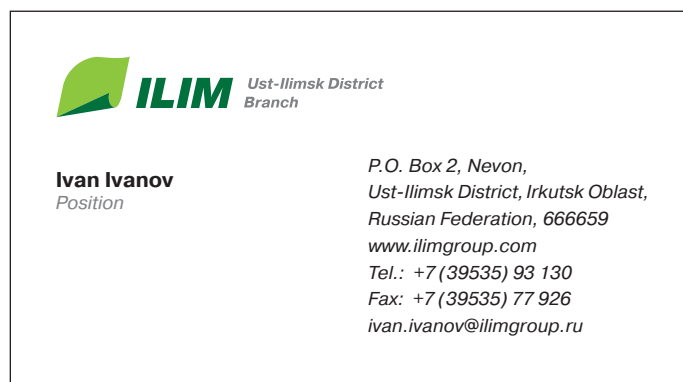 ILIM
Ust-Ilimsk District
Branch
Ivan Ivanov
Position
P.O. Box 2, Nevon,
Ust-Ilimsk District, Irkutsk Oblast,
Russian Federation, 666659
www.ilimgroup.com
Tel.: +7 (39535) 93 130
Fax: +7 (39535) 77 926
ivan.ivanov@ilimgroup.ru